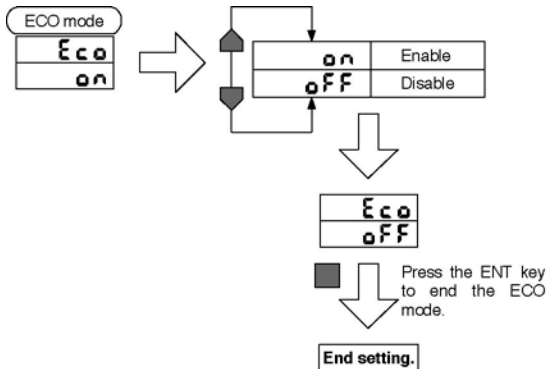 ECO mode
Eco
on
on Enable
oFF Disable
Eco
oFF
Press the ENT key
to end the ECO
mode.
End setting.